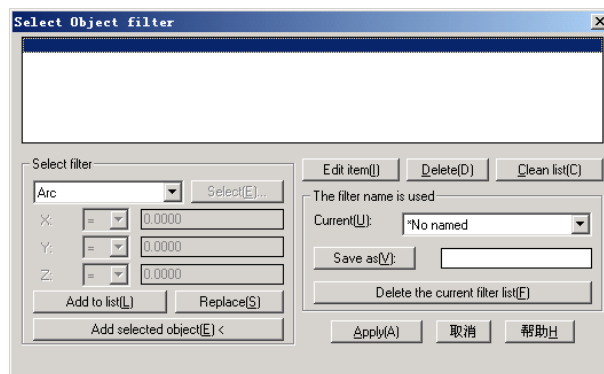 Select Object filter
Select filter
Edit item(I) Delete(D) Clean list(C)
Arc Select(E)...
The filter name is used
X: = 0.0000
Current(U): *No named
Y: = 0.0000
Save as(V):
Z: = 0.0000
Add to list(L) Replace(S)
Delete the current filter list(F)
Add selected object(E) <
Apply(A) 取消 帮助H